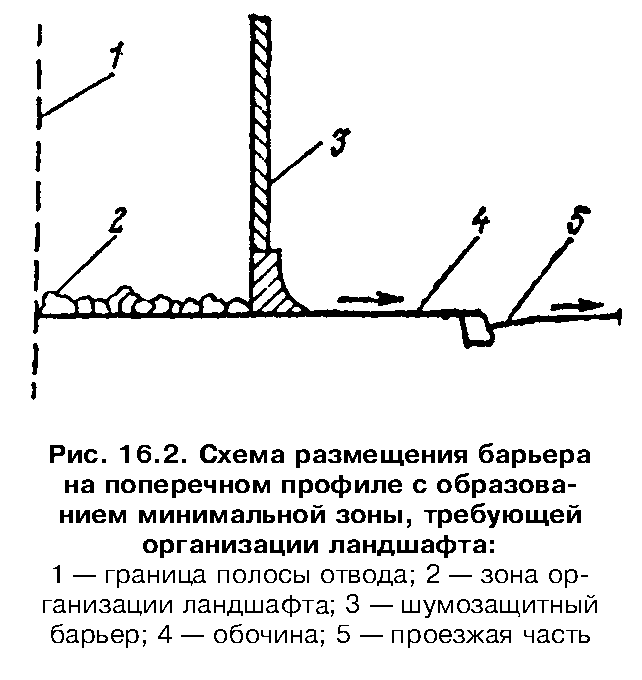 1
3
2
4
5
Рис. 16.2. Схема размещения барьера
на поперечном профиле с образова-
нием минимальной зоны, требующей
организации ландшафта:
1 — граница полосы отвода; 2 — зона ор-
ганизации ландшафта; 3 — шумозащитный
барьер; 4 — обочина; 5 — проезжая часть